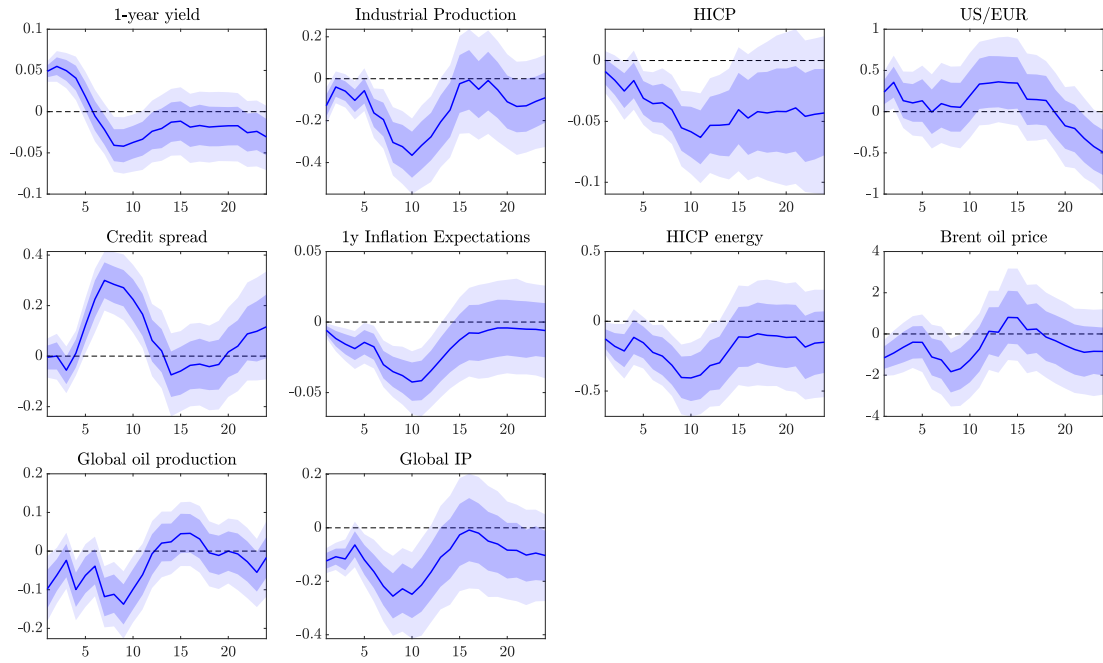 1-year yield
0.1
0.05
0
-0.05
-0.1
5 10 15 20
Industrial Production
0.2
0
-0.2
-0.4
5 10 15 20
HICP
0
-0.05
-0.1
5 10 15 20
US/EUR
1
0.5
0
-0.5
-1
5 10 15 20
Credit spread
0.4
0.2
0
-0.2
5 10 15 20
1y Inflation Expectations
0.05
0
-0.05
5 10 15 20
HICP energy
0.5
0
-0.5
5 10 15 20
Brent oil price
4
2
0
-2
-4
5 10 15 20
Global oil production
0.2
0.1
0
-0.1
-0.2
5 10 15 20
Global IP
0.2
0
-0.2
-0.4
5 10 15 20